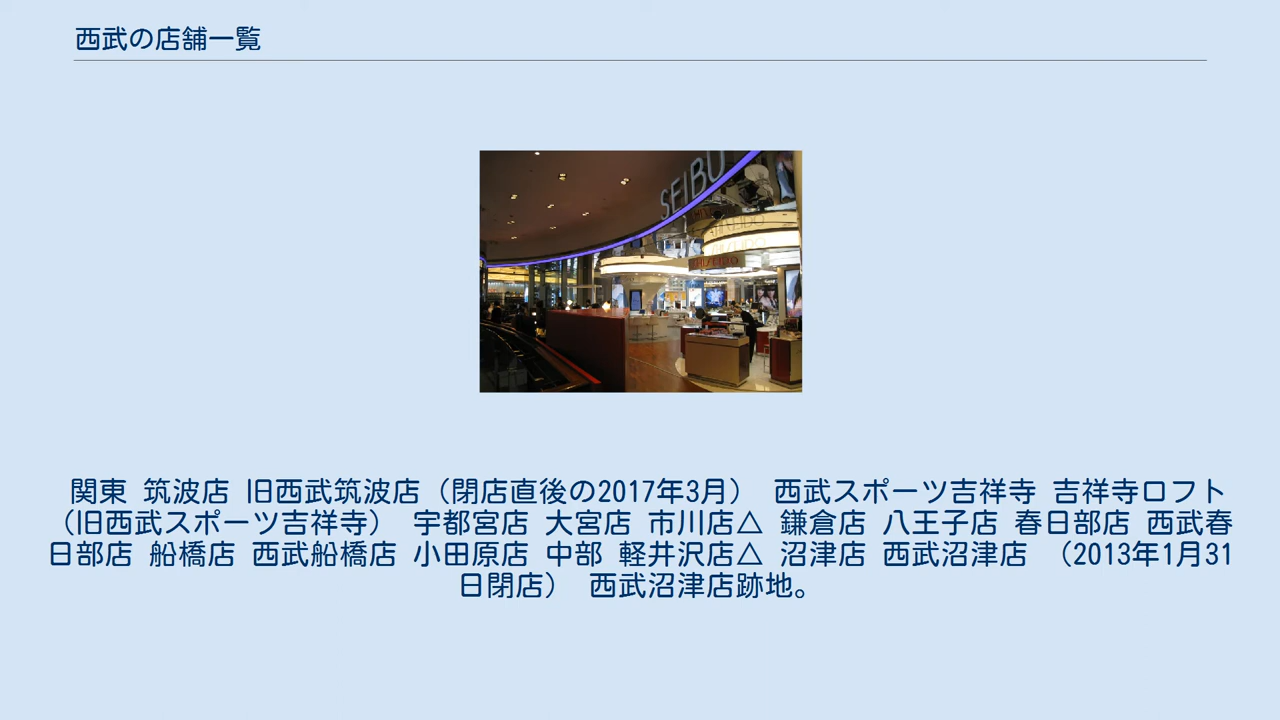 西武の店舗一覧
SEIBU
SHISEIDO
SHISEIDO
SHISEIDO
関東 筑波店 旧西武筑波店（閉店直後の2017年3月） 西武スポーツ吉祥寺 吉祥寺ロフト
（旧西武スポーツ吉祥寺） 宇都宮店 大宮店 市川店△ 鎌倉店 八王子店 春日部店 西武春
日部店 船橋店 西武船橋店 小田原店 中部 軽井沢店△ 沼津店 西武沼津店 （2013年1月31
日閉店） 西武沼津店跡地。